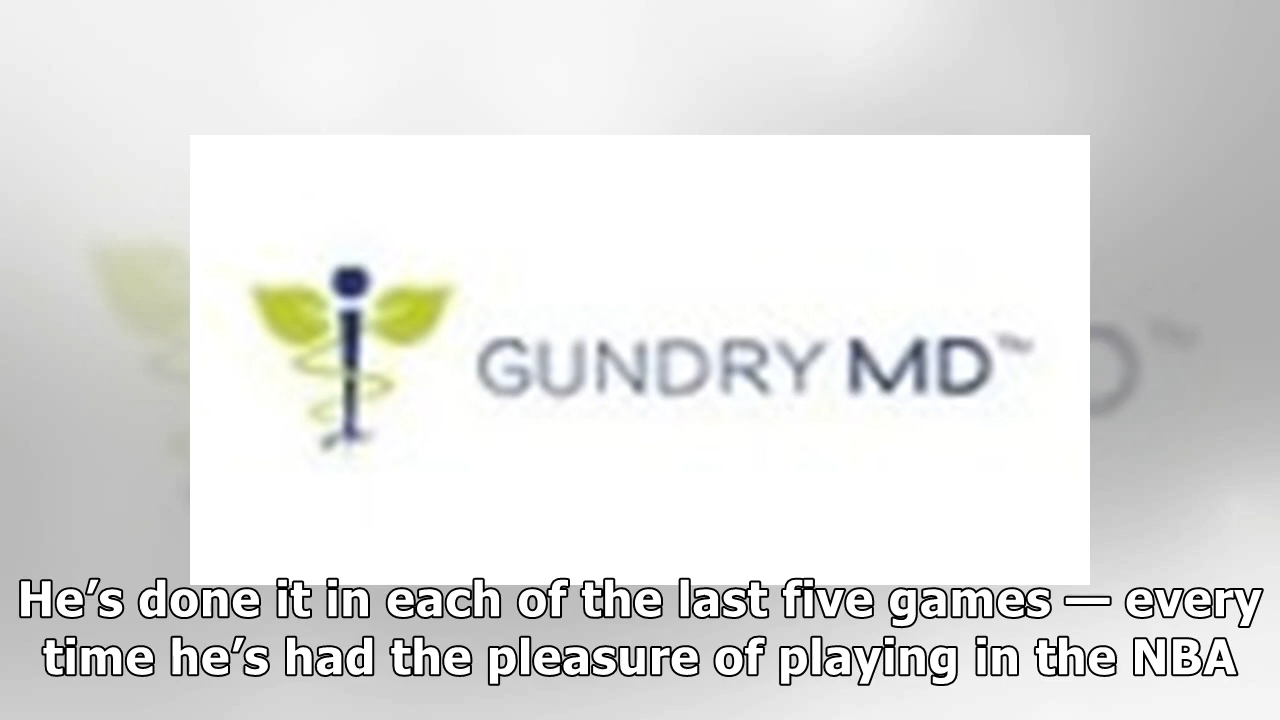 GUNDRY MD™
He’s done it in each of the last five games — every
time he’s had the pleasure of playing in the NBA